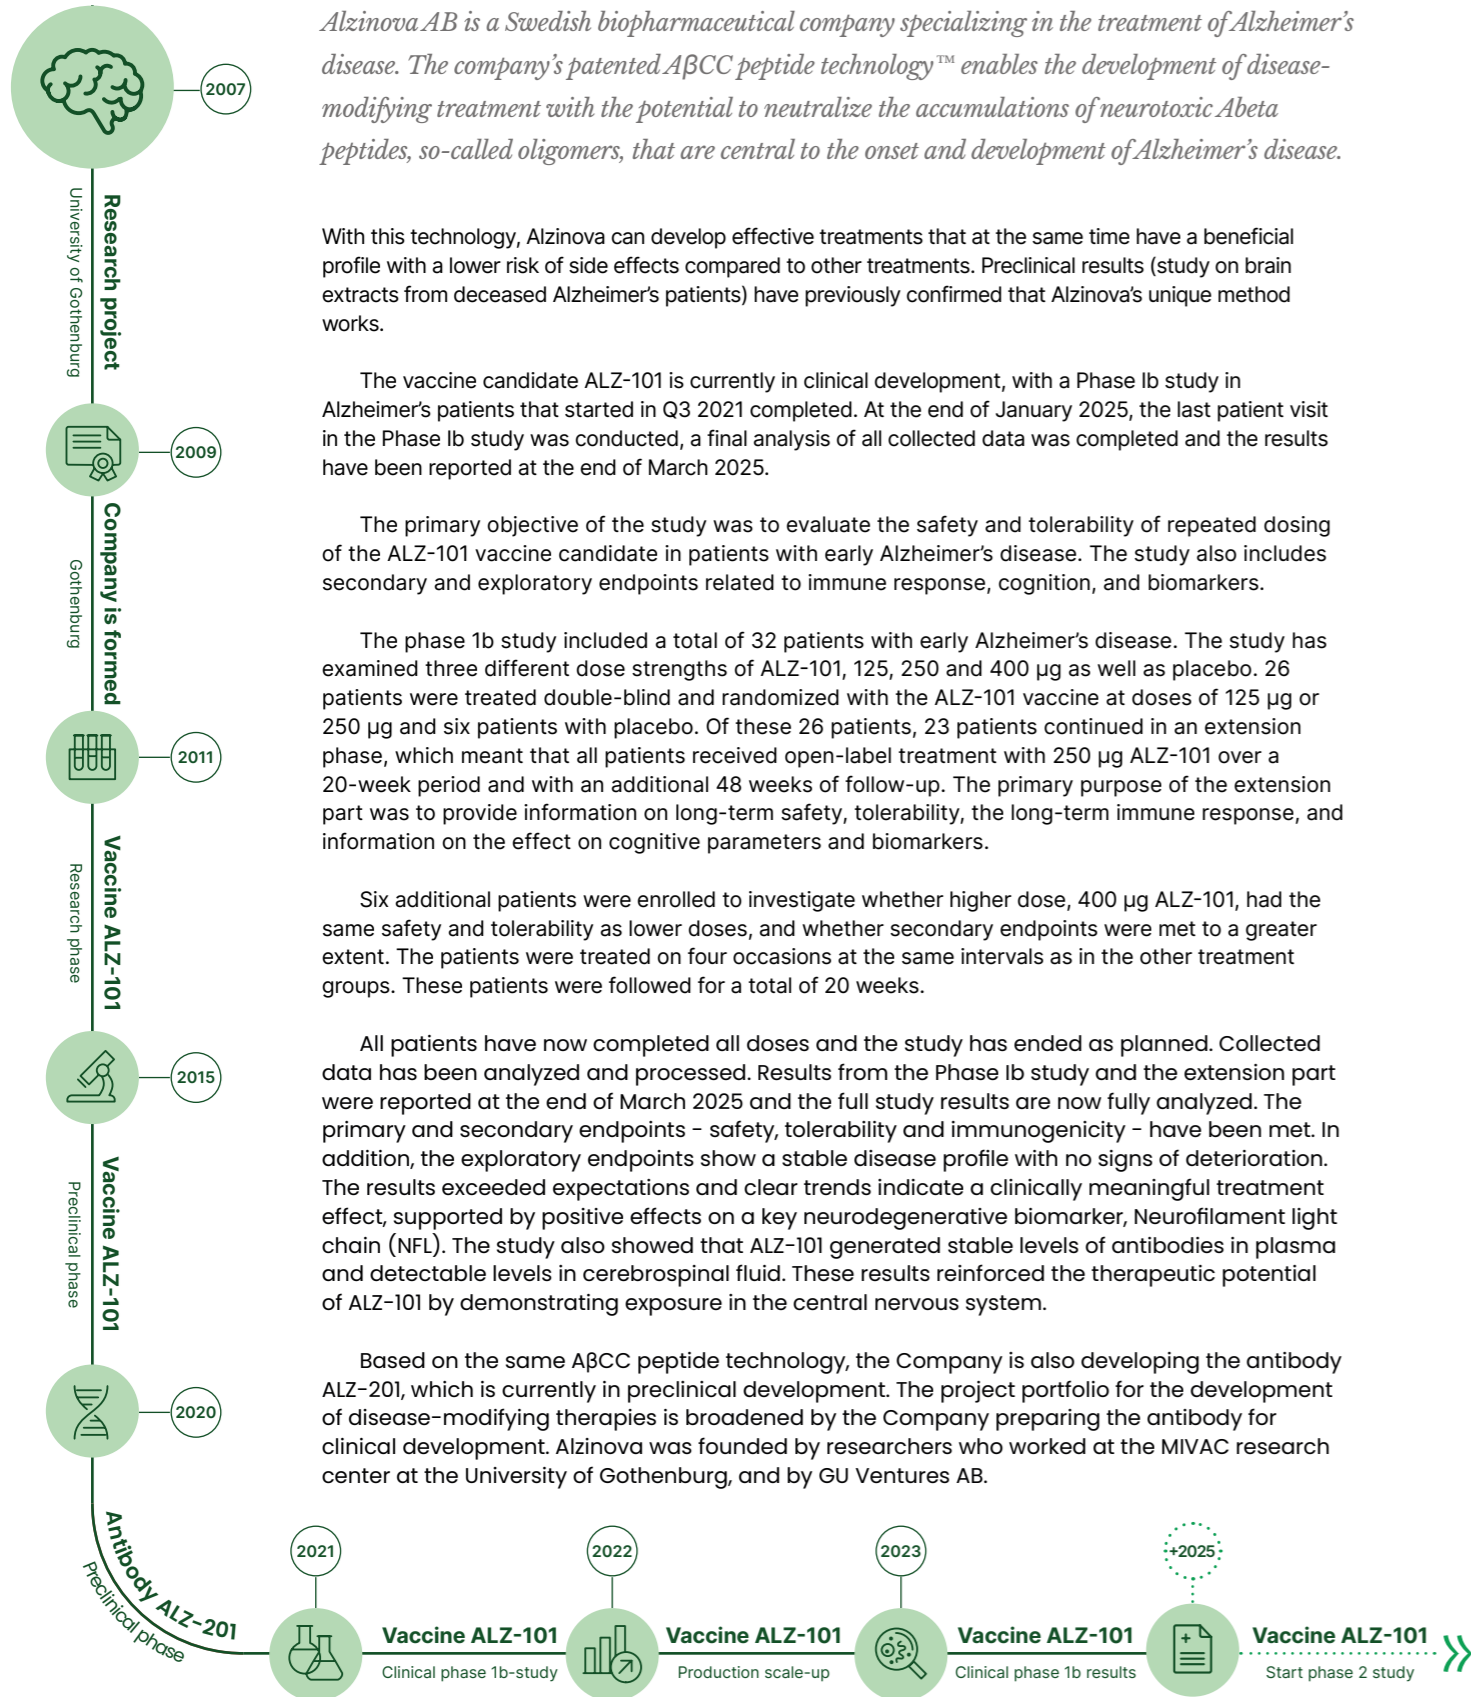 Alzinova AB is a Swedish biopharmaceutical company specializing in the treatment of Alzheimer's
disease. The company's patented AβCC peptide technology™ enables the development of disease-
modifying treatment with the potential to neutralize the accumulations of neurotoxic Abeta
peptides, so-called oligomers, that are central to the onset and development of Alzheimer's disease.
With this technology, Alzinova can develop effective treatments that at the same time have a beneficial
profile with a lower risk of side effects compared to other treatments. Preclinical results (study on brain
extracts from deceased Alzheimer's patients) have previously confirmed that Alzinova's unique method
works.
The vaccine candidate ALZ-101 is currently in clinical development, with a Phase Ib study in
Alzheimer's patients that started in Q3 2021 completed. At the end of January 2025, the last patient visit
in the Phase Ib study was conducted, a final analysis of all collected data was completed and the results
have been reported at the end of March 2025.
The primary objective of the study was to evaluate the safety and tolerability of repeated dosing
of the ALZ-101 vaccine candidate in patients with early Alzheimer's disease. The study also includes
secondary and exploratory endpoints related to immune response, cognition, and biomarkers.
The phase 1b study included a total of 32 patients with early Alzheimer's disease. The study has
examined three different dose strengths of ALZ-101, 125, 250 and 400 µg as well as placebo. 26
patients were treated double-blind and randomized with the ALZ-101 vaccine at doses of 125 µg or
250 µg and six patients with placebo. Of these 26 patients, 23 patients continued in an extension
phase, which meant that all patients received open-label treatment with 250 µg ALZ-101 over a
20-week period and with an additional 48 weeks of follow-up. The primary purpose of the extension
part was to provide information on long-term safety, tolerability, the long-term immune response, and
information on the effect on cognitive parameters and biomarkers.
Six additional patients were enrolled to investigate whether higher dose, 400 µg ALZ-101, had the
same safety and tolerability as lower doses, and whether secondary endpoints were met to a greater
extent. The patients were treated on four occasions at the same intervals as in the other treatment
groups. These patients were followed for a total of 20 weeks.
All patients have now completed all doses and the study has ended as planned. Collected
data has been analyzed and processed. Results from the Phase Ib study and the extension part
were reported at the end of March 2025 and the full study results are now fully analyzed. The
primary and secondary endpoints - safety, tolerability and immunogenicity - have been met. In
addition, the exploratory endpoints show a stable disease profile with no signs of deterioration.
The results exceeded expectations and clear trends indicate a clinically meaningful treatment
effect, supported by positive effects on a key neurodegenerative biomarker, Neurofilament light
chain (NFL). The study also showed that ALZ-101 generated stable levels of antibodies in plasma
and detectable levels in cerebrospinal fluid. These results reinforced the therapeutic potential
of ALZ-101 by demonstrating exposure in the central nervous system.
Based on the same AβCC peptide technology, the Company is also developing the antibody
ALZ-201, which is currently in preclinical development. The project portfolio for the development
of disease-modifying therapies is broadened by the Company preparing the antibody for
clinical development. Alzinova was founded by researchers who worked at the MIVAC research
center at the University of Gothenburg, and by GU Ventures AB.
2007
Research project
University of Gothenburg
2009
Company is formed
Gothenburg
2011
Vaccine ALZ-101
Research phase
2015
Vaccine ALZ-101
Preclinical phase
2020
Antibody ALZ-201
Preclinical phase
2021
Vaccine ALZ-101
Clinical phase 1b-study
2022
Vaccine ALZ-101
Production scale-up
2023
Vaccine ALZ-101
Clinical phase 1b results
+2025
Vaccine ALZ-101
Start phase 2 study